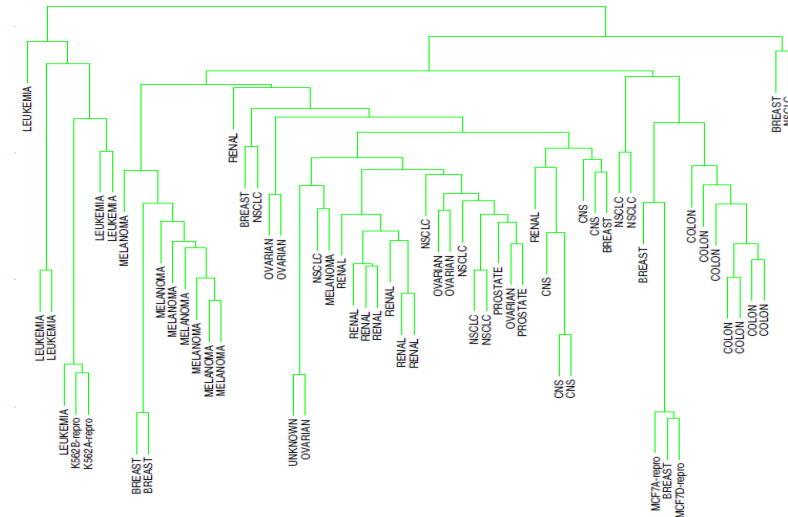 LEUKEMIA
LEUKEMIA
LEUKEMIA
LEUKEMIA
K562B-repro
K562A-repro
LEUKEMIA
LEUKEMIA
MELANOMA
BREAST
BREAST
MELANOMA
MELANOMA
MELANOMA
MELANOMA
MELANOMA
MELANOMA
RENAL
BREAST
NSCLC
OVARIAN
OVARIAN
UNKNOWN
OVARIAN
NSCLC
MELANOMA
RENAL
RENAL
RENAL
RENAL
RENAL
RENAL
RENAL
NSCLC
OVARIAN
OVARIAN
NSCLC
NSCLC
NSCLC
PROSTATE
OVARIAN
PROSTATE
RENAL
CNS
CNS
CNS
CNS
CNS
BREAST
NSCLC
NSCLC
BREAST
MCF7A-repro
BREAST
MCF7D-repro
COLON
COLON
COLON
COLON
COLON
COLON
COLON
BREAST
NSCLC